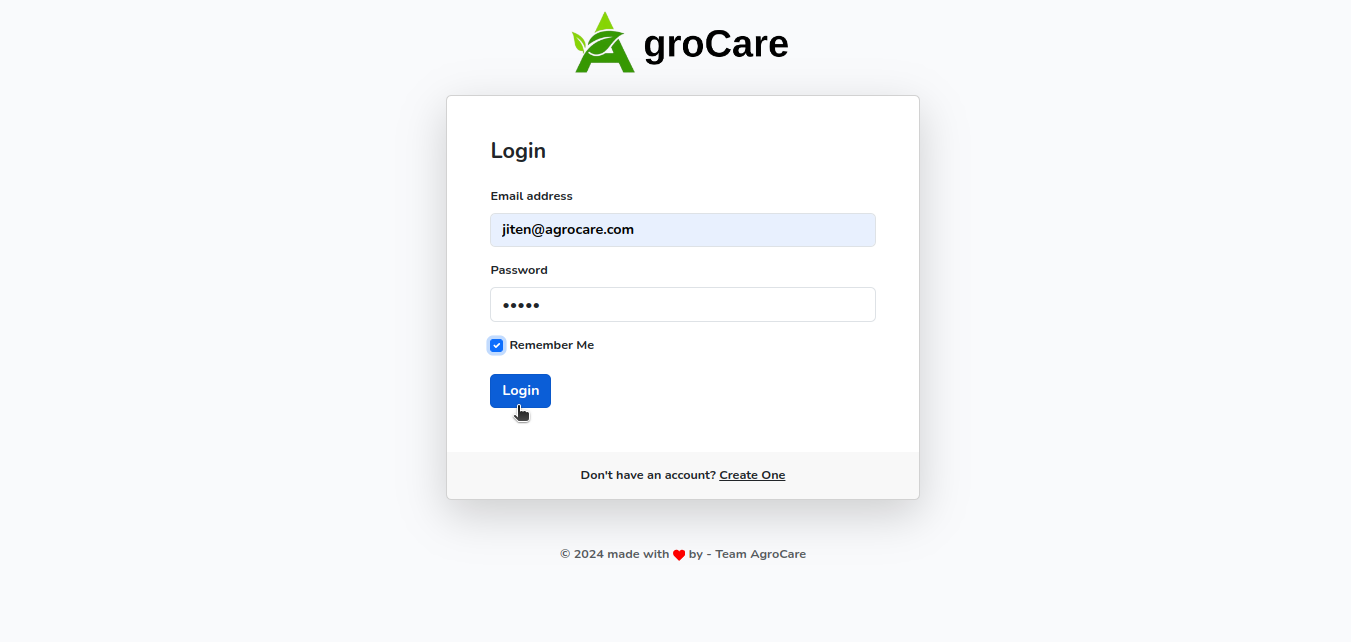 AgroCare
Login
Email address
jiten@agrocare.com
Password
•••••
Remember Me
Login
Don't have an account? Create One
© 2024 made with ❤ by - Team AgroCare